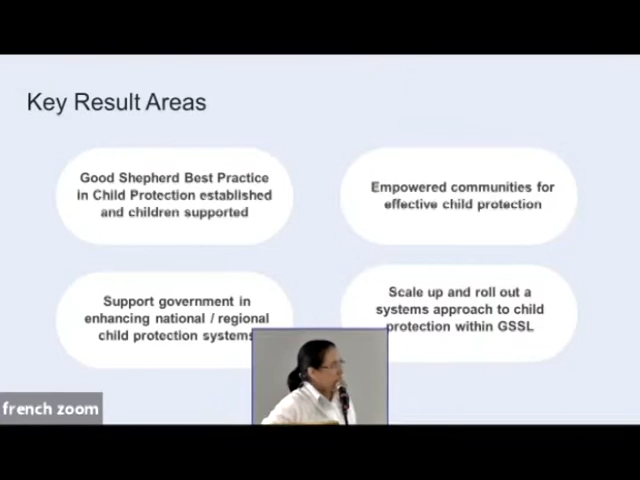 Key Result Areas
Good Shepherd Best Practice
in Child Protection established
and children supported
Empowered communities for
effective child protection
Support government in
enhancing national / regional
child protection systems
Scale up and roll out a
systems approach to child
protection within GSSL
french zoom